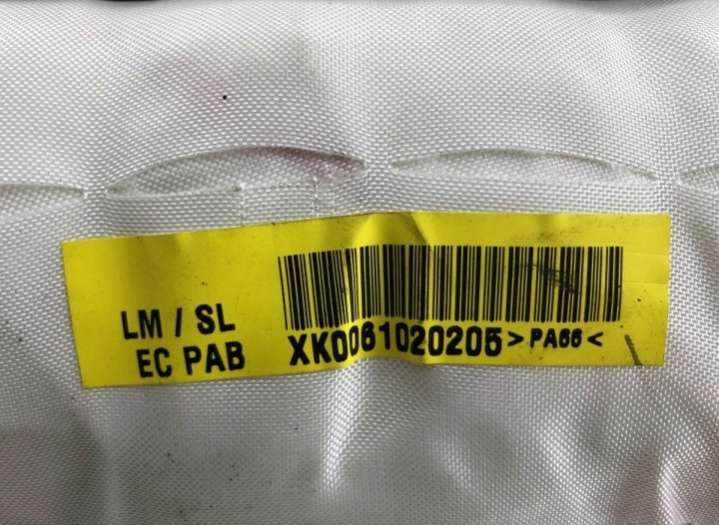 LM / SL
EC PAB
XK0061020205 >PA66<